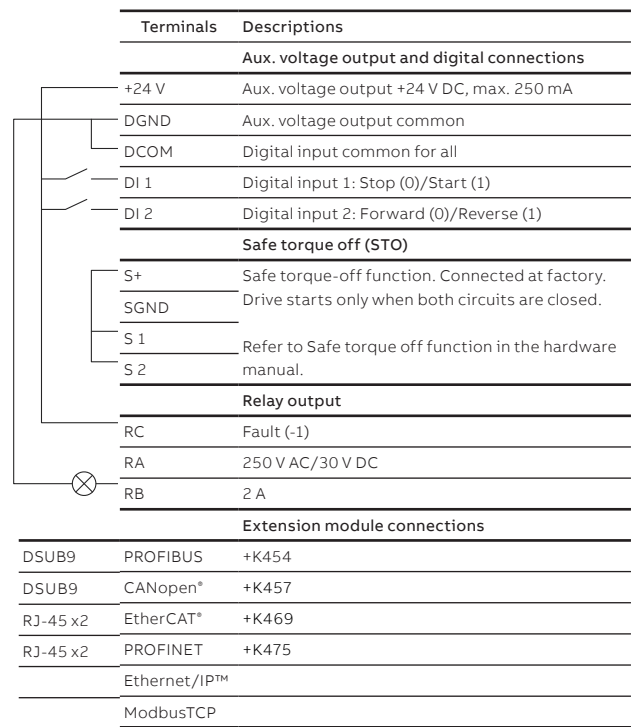 Terminals Descriptions
Aux. voltage output and digital connections
+24 V Aux. voltage output +24 V DC, max. 250 mA
DGND Aux. voltage output common
DCOM Digital input common for all
DI 1 Digital input 1: Stop (0)/Start (1)
DI 2 Digital input 2: Forward (0)/Reverse (1)
Safe torque off (STO)
S+ Safe torque-off function. Connected at factory.
SGND Drive starts only when both circuits are closed.
S 1 Refer to Safe torque off function in the hardware
S 2 manual.
Relay output
RC Fault (-1)
RA 250 V AC/30 V DC
RB 2 A
Extension module connections
DSUB9 PROFIBUS +K454
DSUB9 CANopen® +K457
RJ-45 x2 EtherCAT® +K469
RJ-45 x2 PROFINET +K475
Ethernet/IP™
ModbusTCP